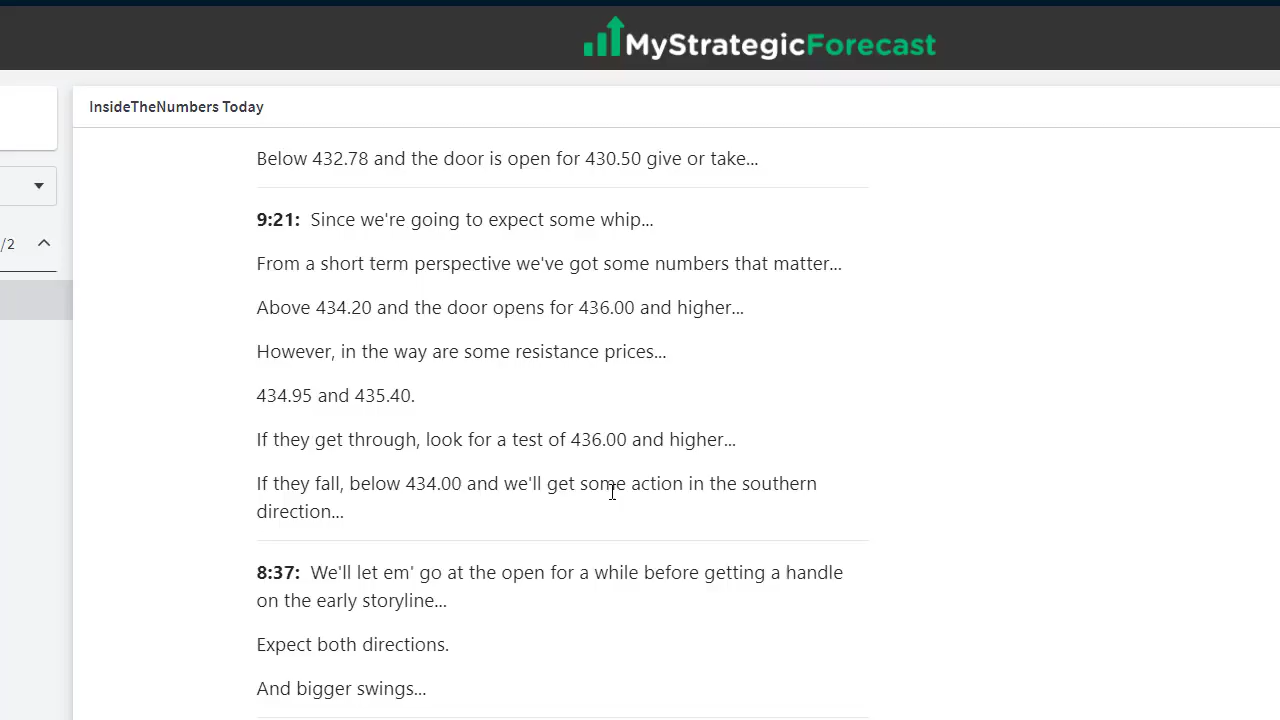 MyStrategicForecast
InsideTheNumbers Today
Below 432.78 and the door is open for 430.50 give or take...
9:21: Since we're going to expect some whip...
/2
From a short term perspective we've got some numbers that matter...
Above 434.20 and the door opens for 436.00 and higher...
However, in the way are some resistance prices...
434.95 and 435.40.
If they get through, look for a test of 436.00 and higher...
If they fall, below 434.00 and we'll get some action in the southern
direction...
8:37: We'll let em' go at the open for a while before getting a handle
on the early storyline...
Expect both directions.
And bigger swings...